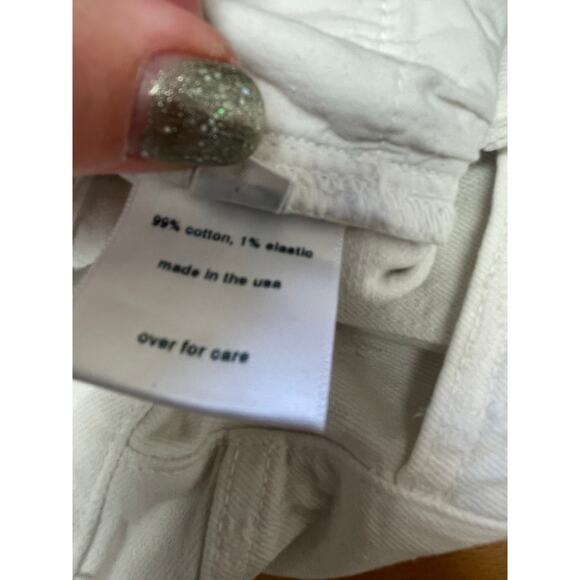 99% cotton, 1% elastic
made in the usa
over for care